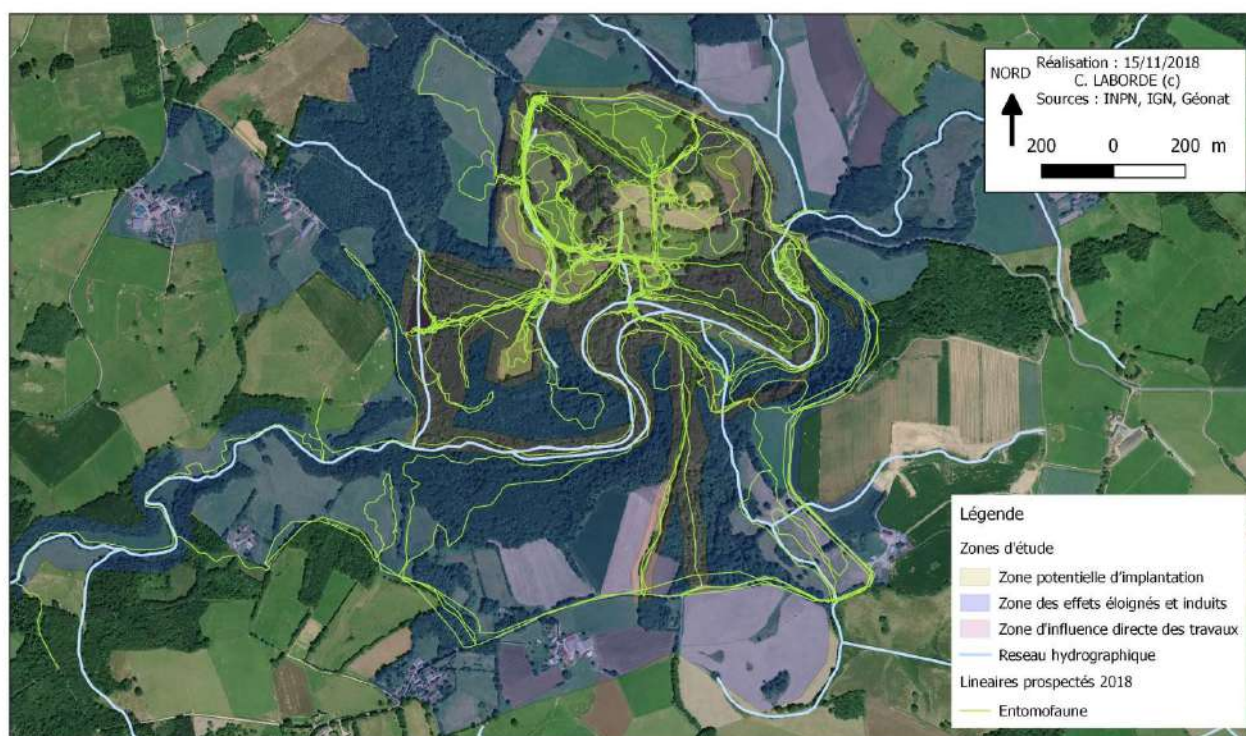 Réalisation : 15/11/2018
NORD
C. LABORDE (c)
Sources : INPN, IGN, Géonat
200 0 200 m
Légende
Zones d'étude
Zone potentielle d'implantation
Zone des effets éloignés et induits
Zone d'influence directe des travaux
Reseau hydrographique
Lineaires prospectés 2018
Entomofaune